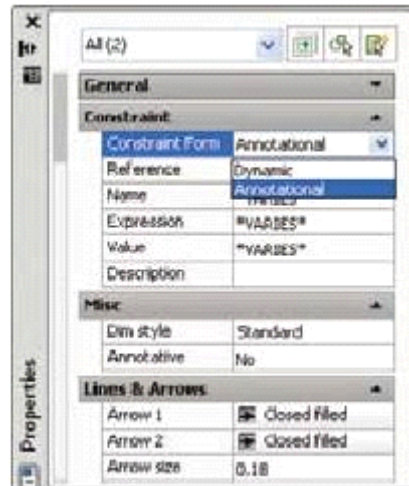 All (2)
General
Constraint
Constraint Form Annotational
Reference Dynamic
Annotational
Name *VARIES*
Expression *VARIES*
Value *VARIES*
Description
Misc
Dim style Standard
Annotative No
Lines & Arrows
Arrow 1 Closed filled
Arrow 2 Closed filled
Arrow size 0.18
Properties